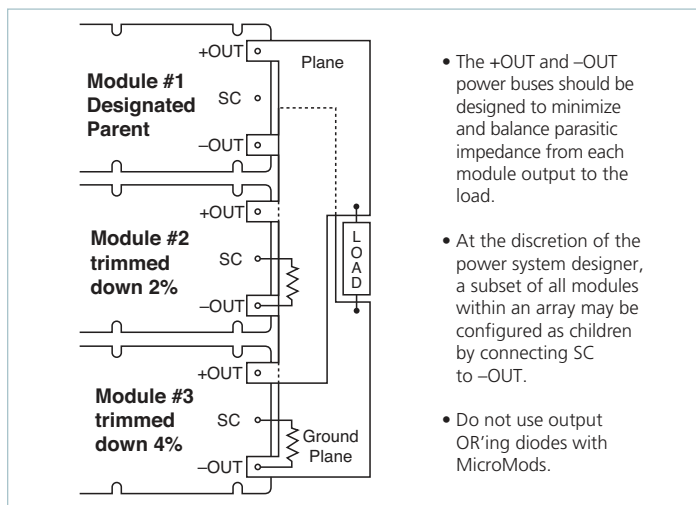 +OUT
Plane
Module #1
Designated
Parent
SC
–OUT
+OUT
Module #2
trimmed
down 2%
SC
–OUT
LOAD
+OUT
Module #3
trimmed
down 4%
SC
Ground
Plane
–OUT
• The +OUT and –OUT
power buses should be
designed to minimize
and balance parasitic
impedance from each
module output to the
load.
• At the discretion of the
power system designer,
a subset of all modules
within an array may be
configured as children
by connecting SC
to –OUT.
• Do not use output
OR'ing diodes with
MicroMods.